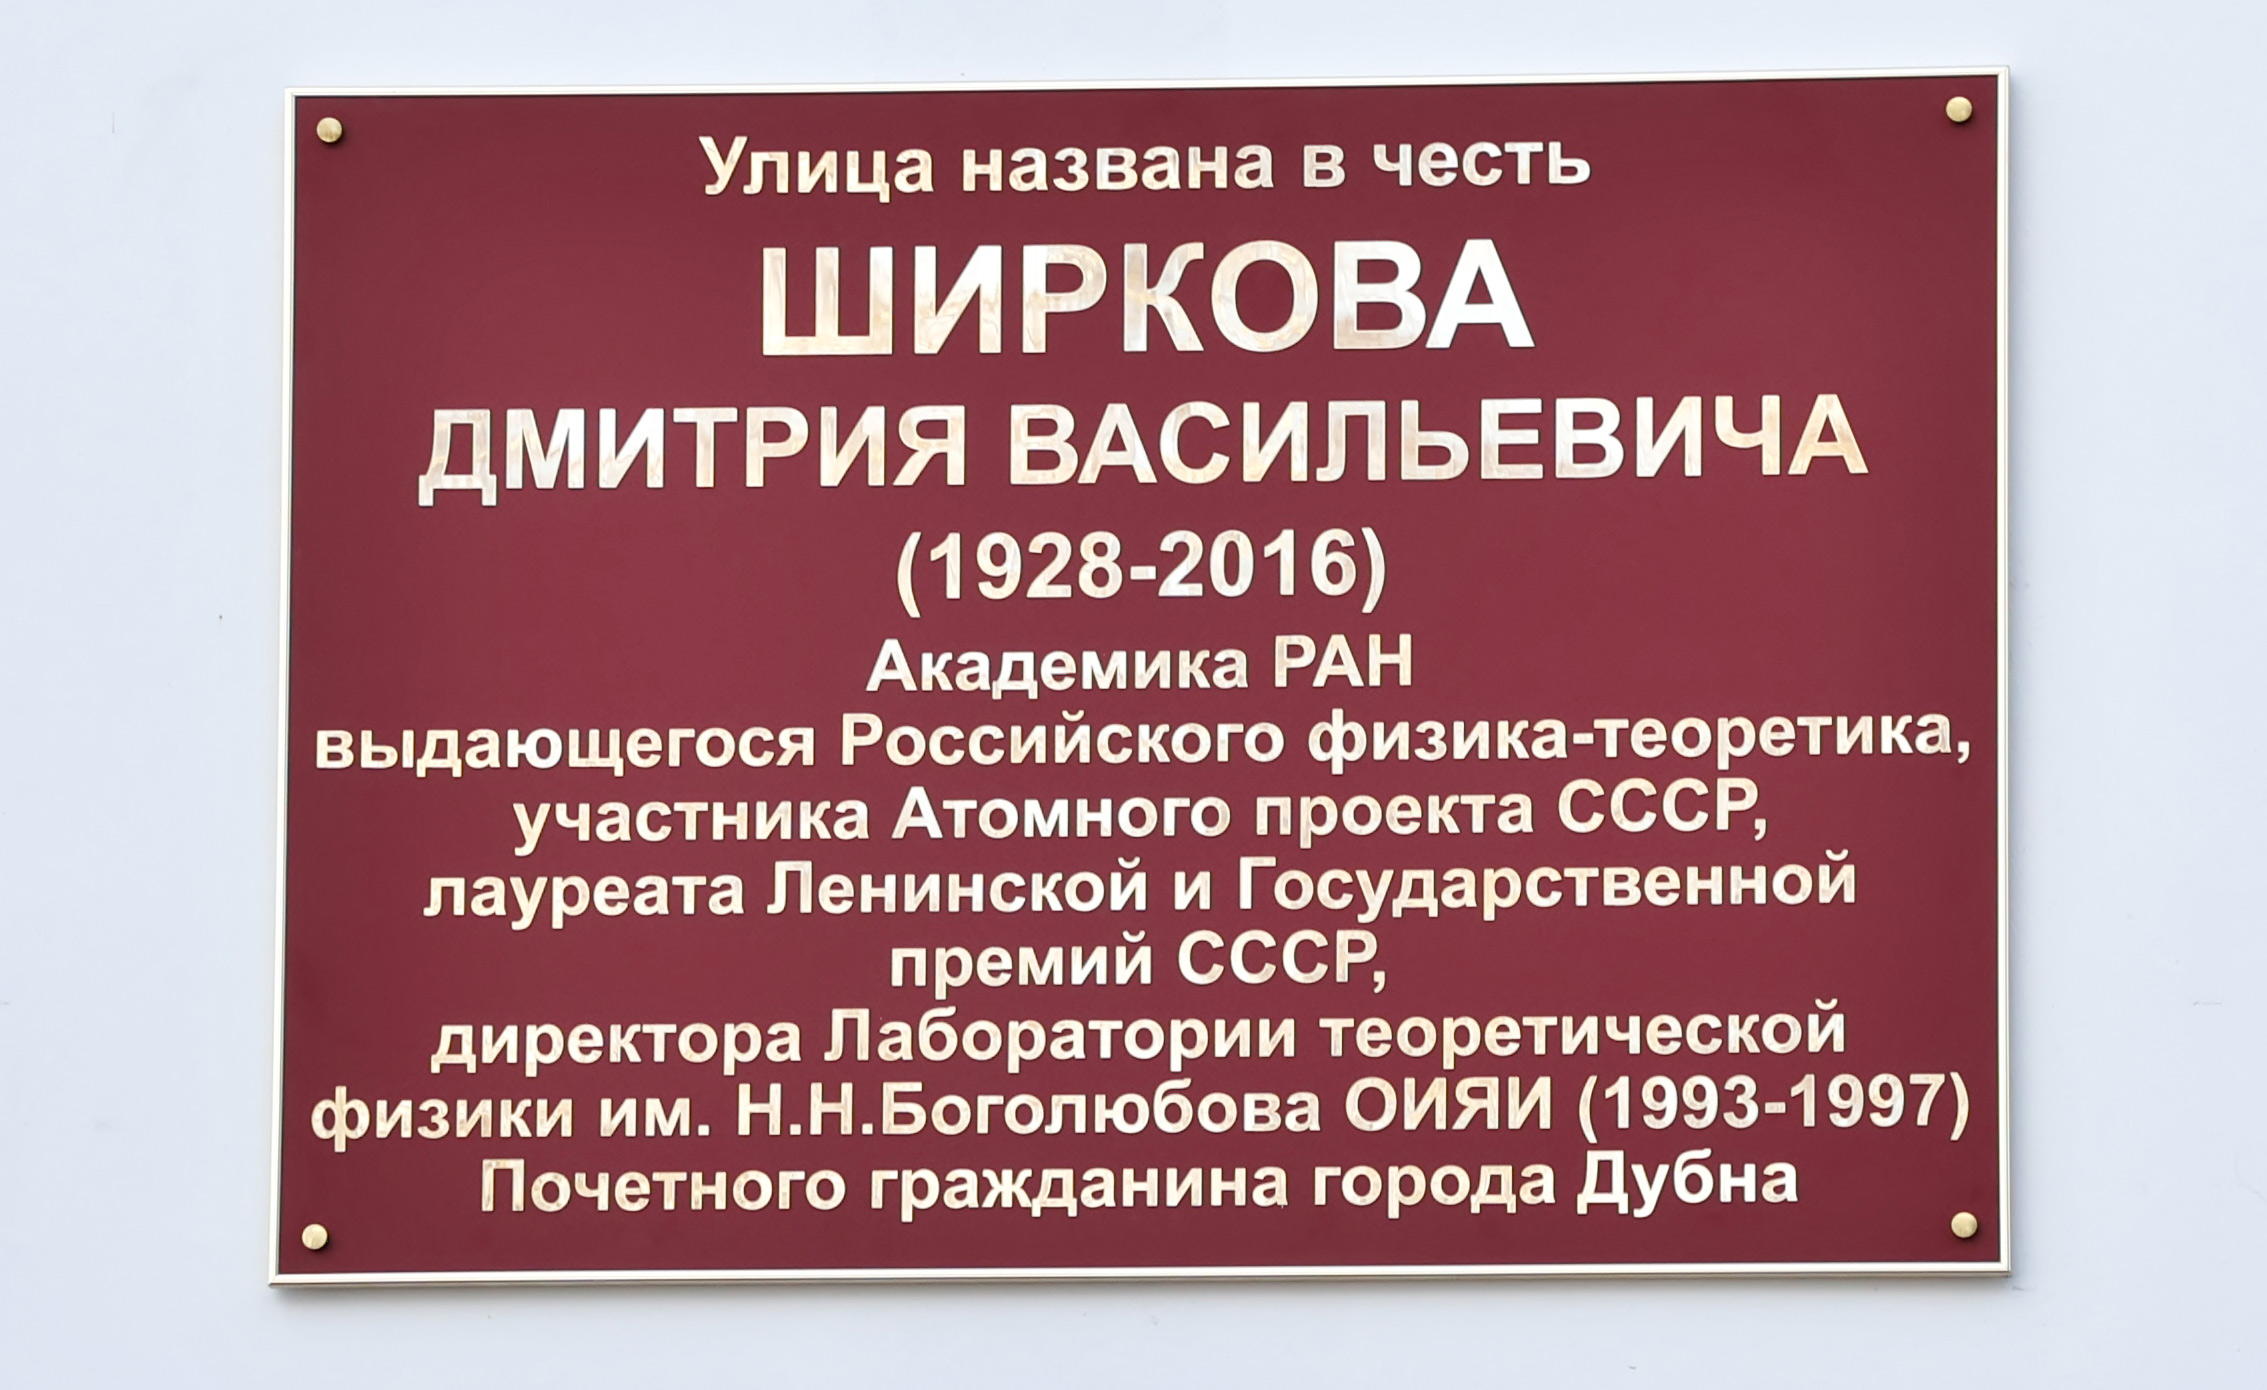 Улица названа в честь
ШИРКОВА
ДМИТРИЯ ВАСИЛЬЕВИЧА
(1928-2016)
Академика РАН
выдающегося Российского физика-теоретика,
участника Атомного проекта СССР,
лауреата Ленинской и Государственной
премий СССР,
директора Лаборатории теоретической
физики им. Н.Н.Боголюбова ОИЯИ (1993-1997)
Почетного гражданина города Дубна